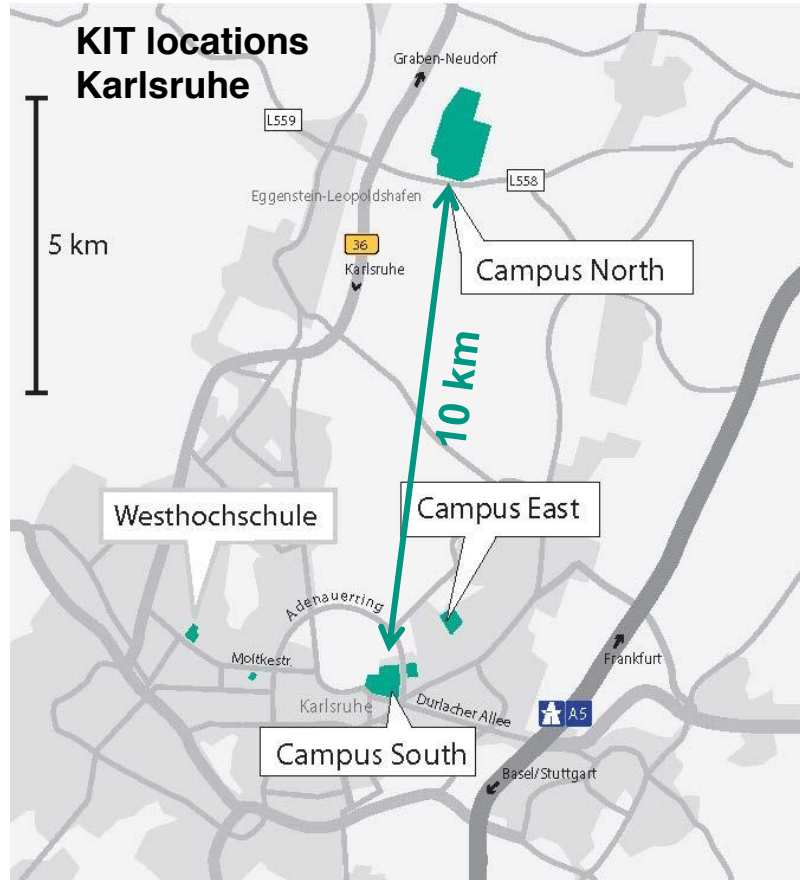 KIT locations
Karlsruhe
Graben-Neudorf
L559
L558
Eggenstein-Leopoldshafen
5 km
36
Karlsruhe
Campus North
10 km
Westhochschule
Campus East
Adenauerring
Moltkestr.
Frankfurt
Karlsruhe
Durlacher Allee
A5
Campus South
Basel/Stuttgart